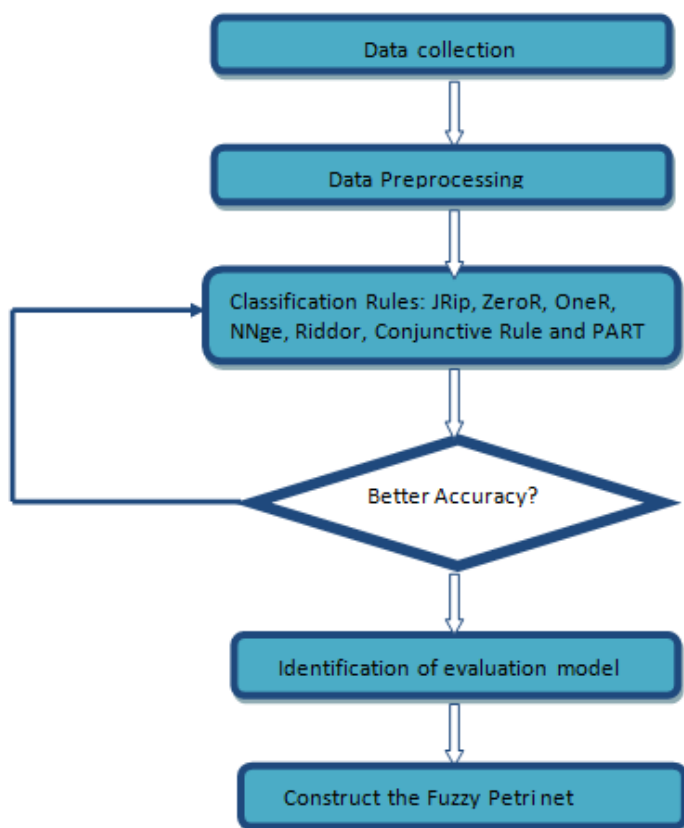 Data collection
Data Preprocessing
Classification Rules: JRip, ZeroR, OneR,
NNge, Riddor, Conjunctive Rule and PART
Better Accuracy?
Identification of evaluation model
Construct the Fuzzy Petri net